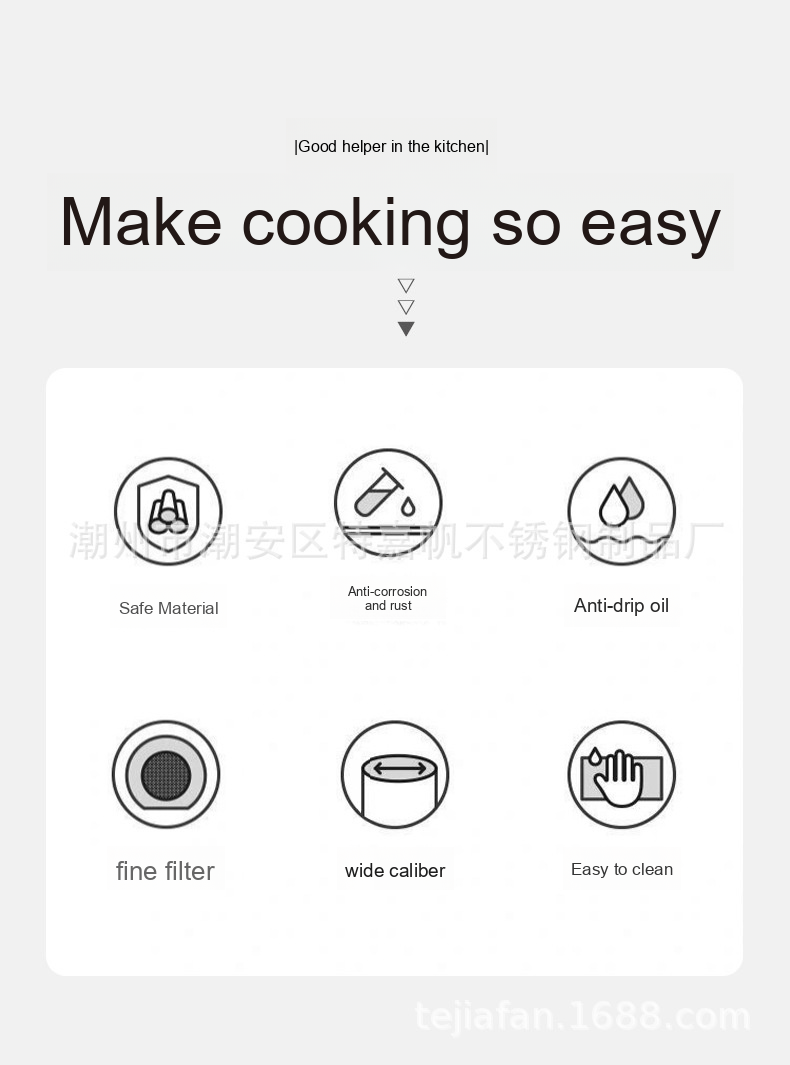 |Good helper in the kitchen|
Make cooking so easy
潮州市潮安区特嘉帆不锈钢制品厂
Safe Material
Anti-corrosion
and rust
Anti-drip oil
fine filter
wide caliber
Easy to clean
tejiafan.1688.com